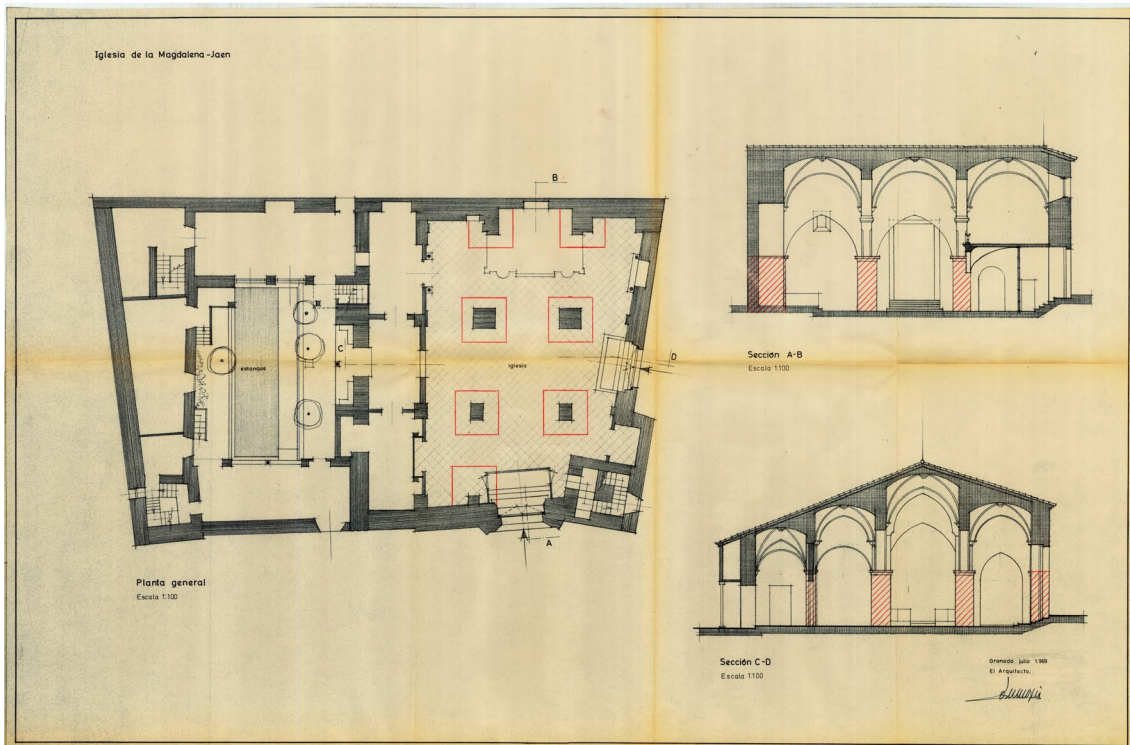 Iglesia de la Magdalena-Jaen
B
C
estanque
iglesia
D
A
Planta general
Escala 1:100
Sección A-B
Escala 1:100
Sección C-D
Escala 1:100
Granada julio 1.969
El Arquitecto,